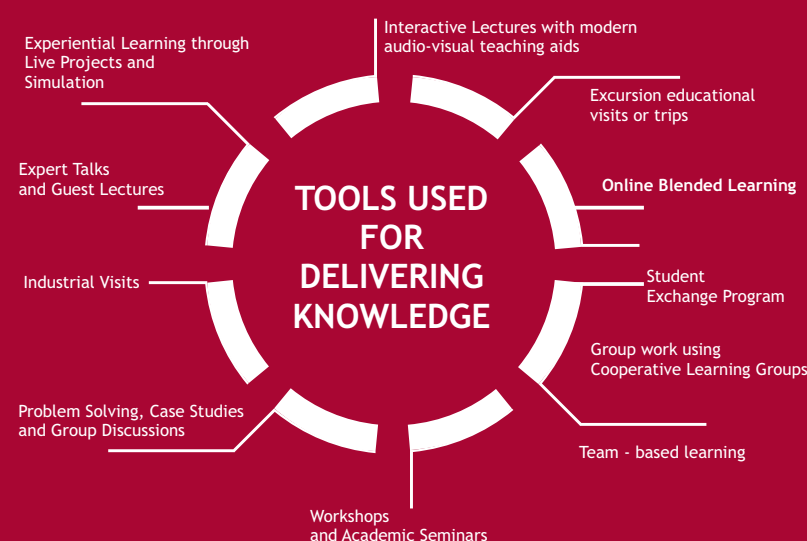 Interactive Lectures with modern
audio-visual teaching aids
Experiential Learning through
Live Projects and
Simulation
Excursion educational
visits or trips
Expert Talks
and Guest Lectures
Online Blended Learning
TOOLS USED
FOR
DELIVERING
KNOWLEDGE
Industrial Visits
Student
Exchange Program
Group work using
Cooperative Learning Groups
Problem Solving, Case Studies
and Group Discussions
Team - based learning
Workshops
and Academic Seminars